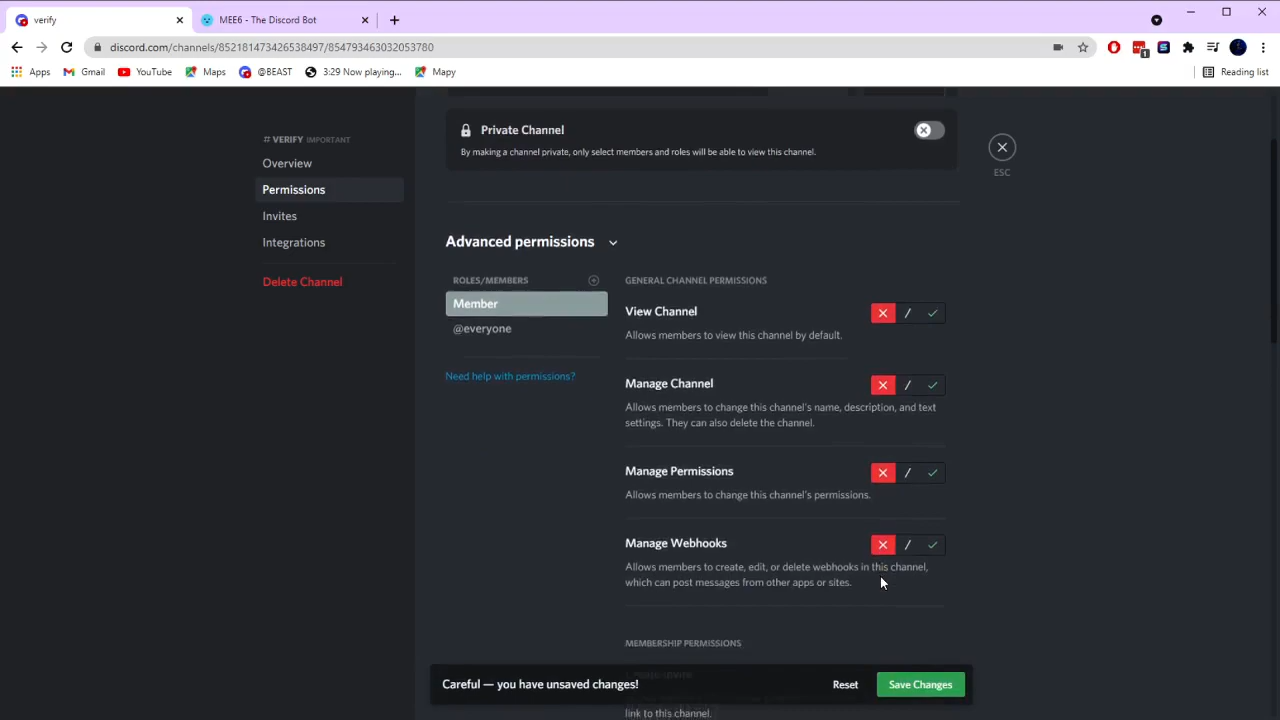 verify
MEE6 - The Discord Bot
discord.com/channels/852181473426538497/854793463032053780
1
Apps
Gmail
YouTube
Maps
@BEAST
3:29 Now playing...
Mapy
Reading list
# VERIFY IMPORTANT
Overview
Permissions
Invites
Integrations
Delete Channel
Private Channel
By making a channel private, only select members and roles will be able to view this channel.
ESC
Advanced permissions
ROLES/MEMBERS
Member
@everyone
Need help with permissions?
GENERAL CHANNEL PERMISSIONS
View Channel
Allows members to view this channel by default.
Manage Channel
Allows members to change this channel's name, description, and text
settings. They can also delete the channel.
Manage Permissions
Allows members to change this channel's permissions.
Manage Webhooks
Allows members to create, edit, or delete webhooks in this channel,
which can post messages from other apps or sites.
MEMBERSHIP PERMISSIONS
Careful — you have unsaved changes!
Reset
Save Changes
link to this channel.